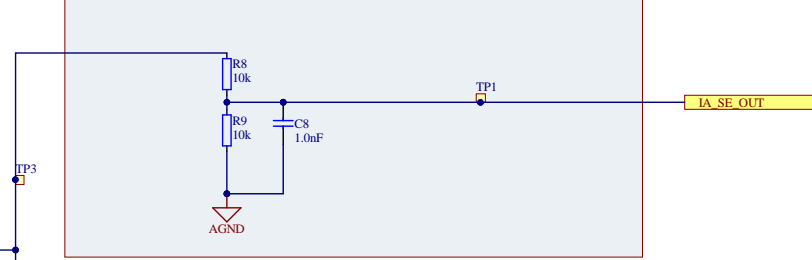 R8
10k
TP1
IA_SE_OUT
R9
10k
C8
1.0nF
TP3
AGND